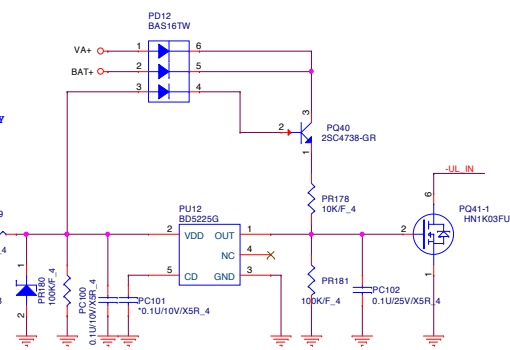 PD12
BAS16TW
VA+
1
6
BAT+
2
5
3
4
3
2
PQ40
2SC4738-GR
1
-UL_IN
PR178
10K/F_4
6
PQ41-1
HN1K03FU
PU12
BD5225G
2
VDD
OUT
1
2
NC
4
5
CD
GND
3
1
PR180
100K/F_4
2
PC100
0.1U/10V/X5R_4
PC101
*0.1U/10V/X5R_4
PR181
100K/F_4
PC102
0.1U/25V/X5R_4
1